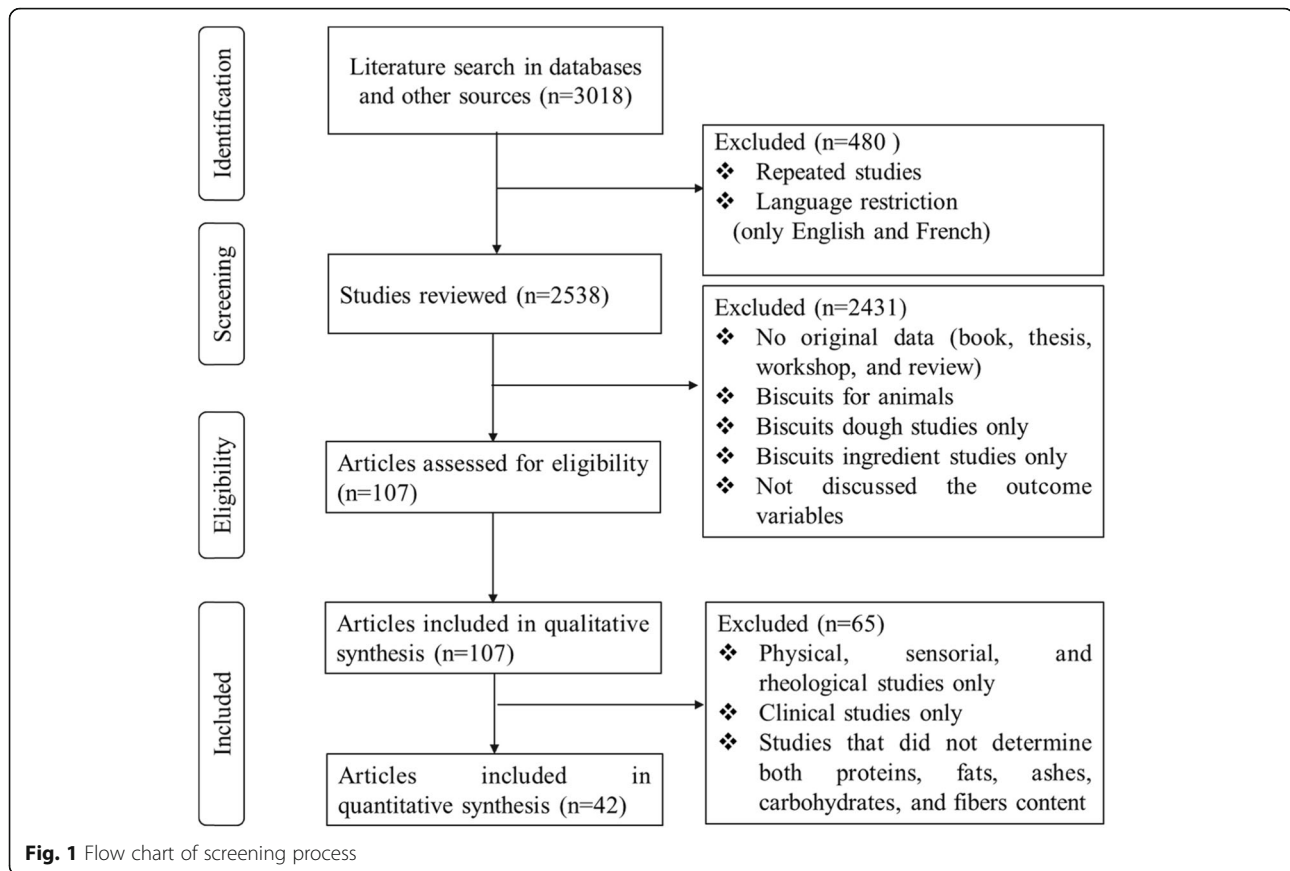 Identification
Literature search in databases
and other sources (n=3018)
Excluded (n=480 )
❖ Repeated studies
❖ Language restriction
(only English and French)
Screening
Studies reviewed (n=2538)
Excluded (n=2431)
❖ No original data (book, thesis,
workshop, and review)
❖ Biscuits for animals
❖ Biscuits dough studies only
❖ Biscuits ingredient studies only
❖ Not discussed the outcome
variables
Eligibility
Articles assessed for eligibility
(n=107)
Included
Articles included in qualitative
synthesis (n=107)
Excluded (n=65)
❖ Physical, sensorial, and
rheological studies only
❖ Clinical studies only
❖ Studies that did not determine
both proteins, fats, ashes,
carbohydrates, and fibers content
Articles included in
quantitative synthesis (n=42)
Fig. 1 Flow chart of screening process